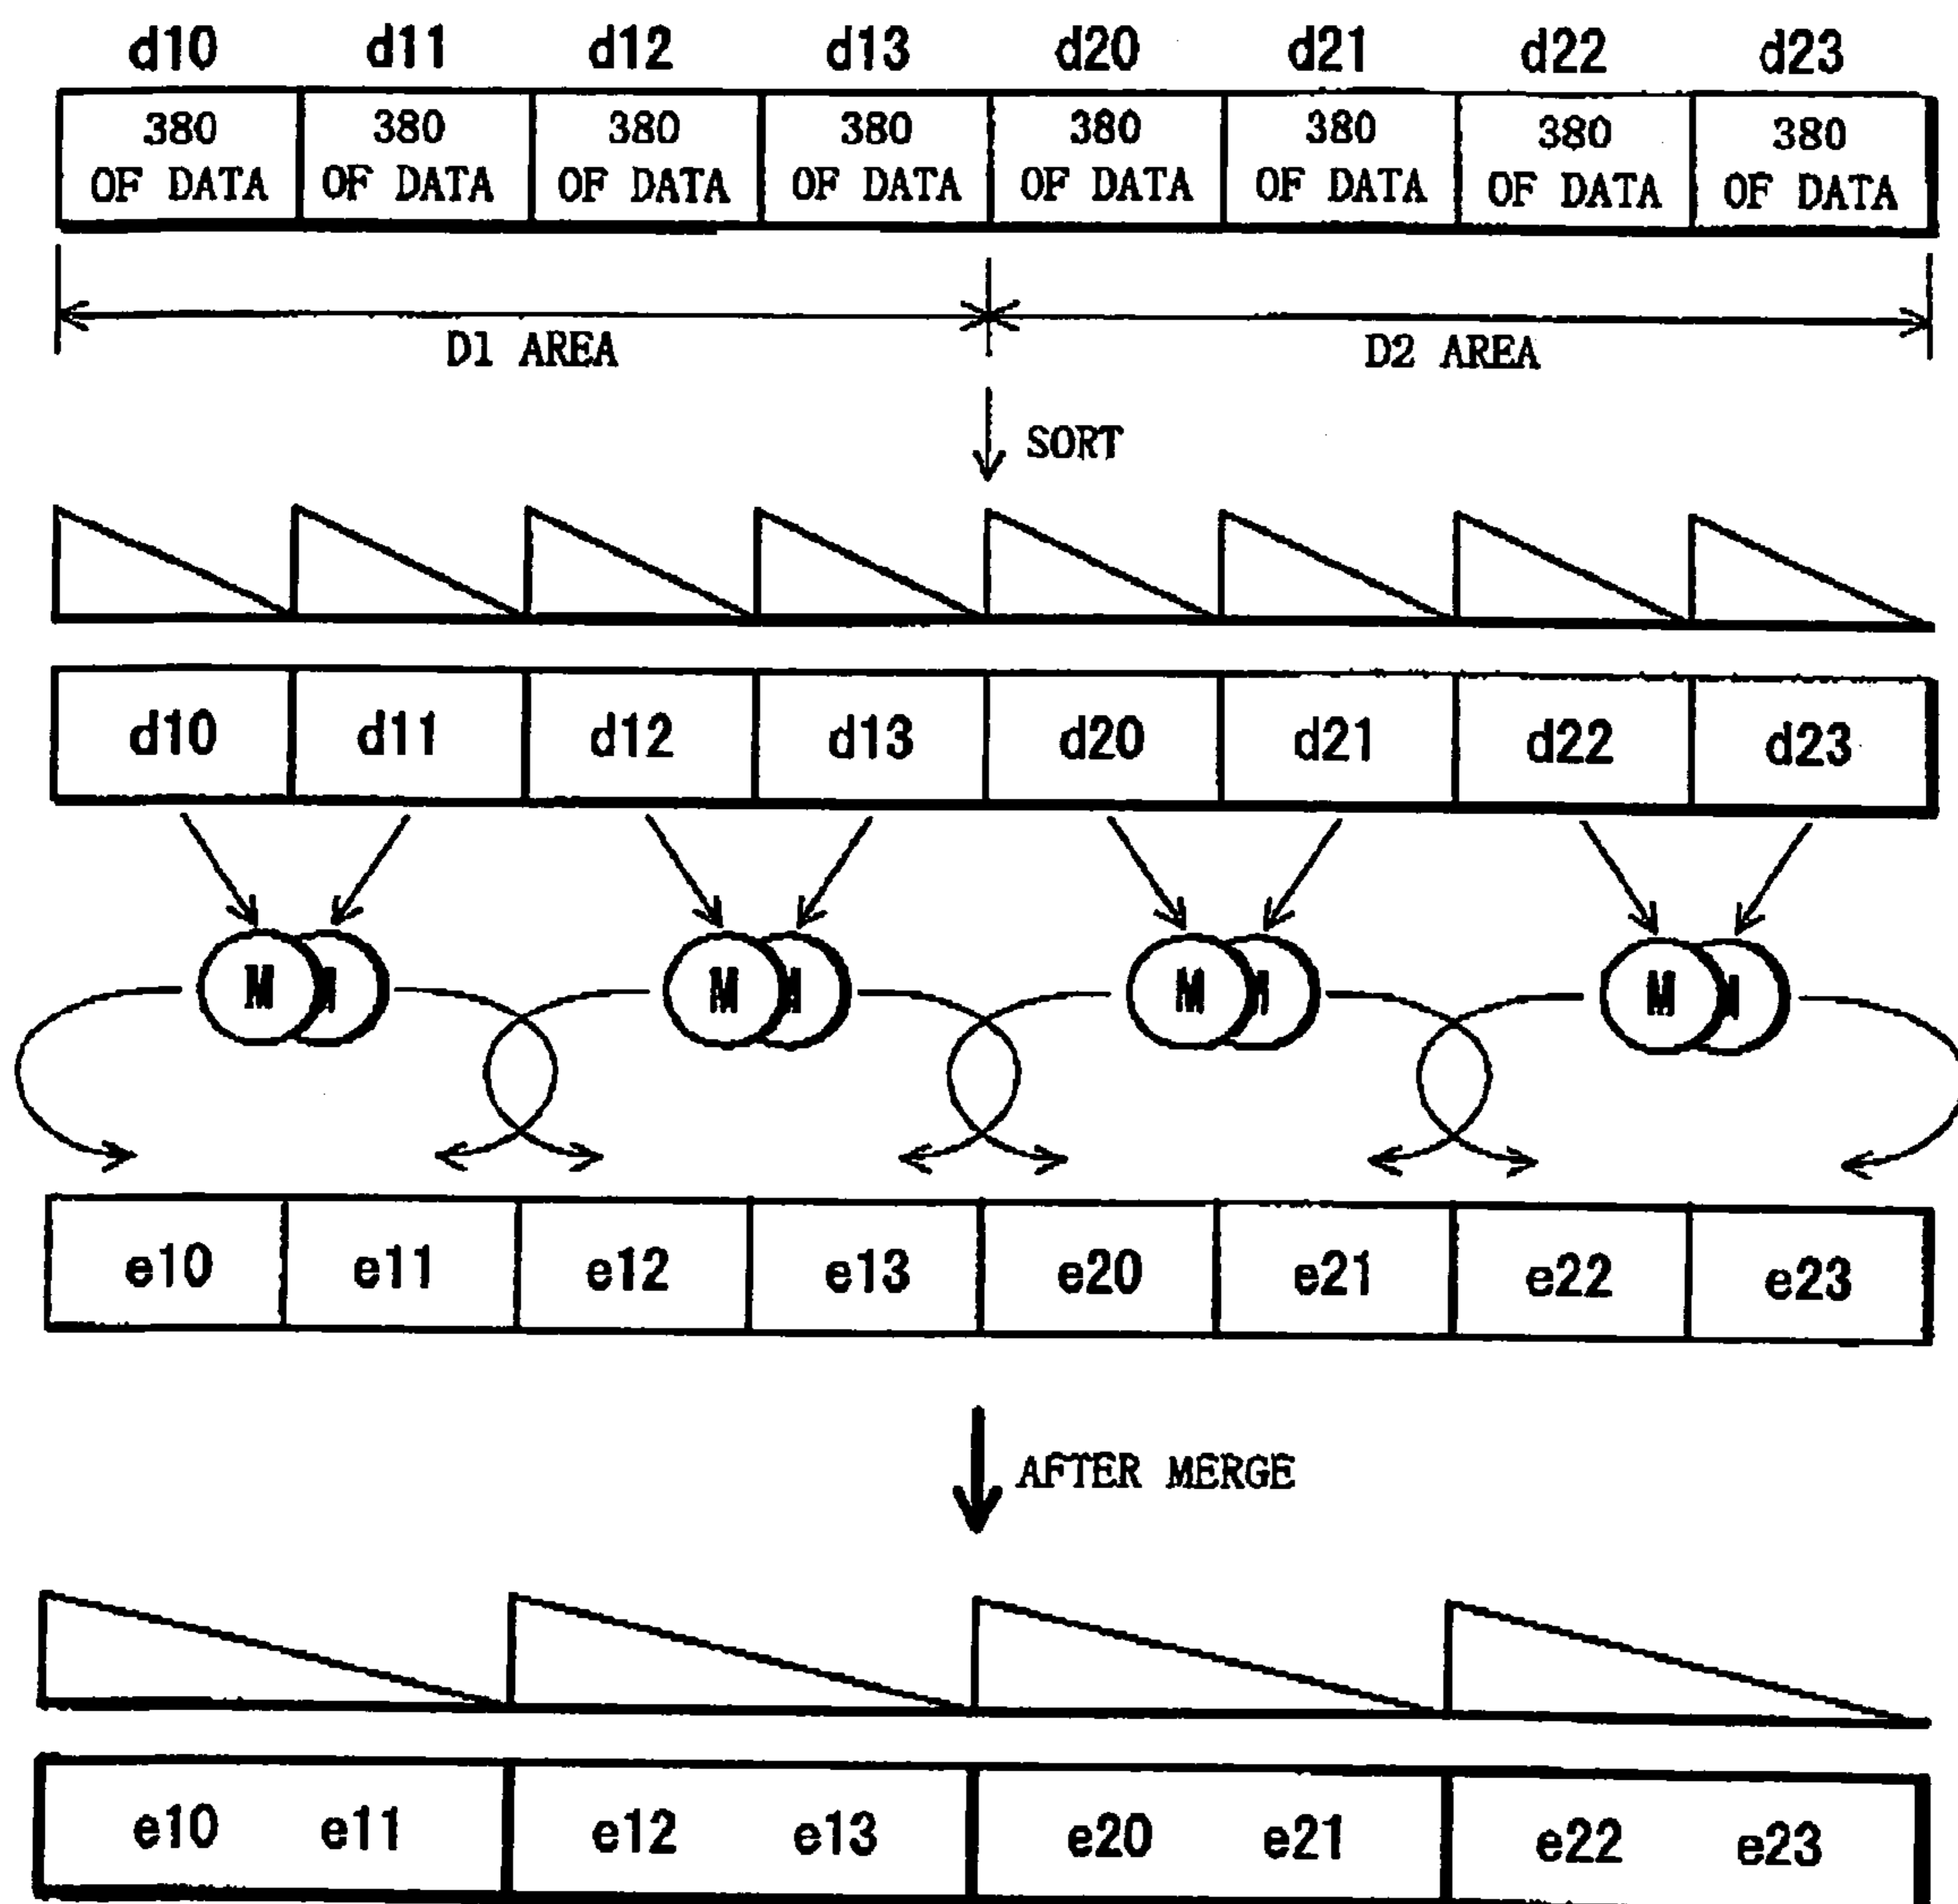 d10 d11 d12 d13 d20 d21 d22 d23
380 380 380 380 380 380 380 380
OF DATA OF DATA OF DATA OF DATA OF DATA OF DATA OF DATA OF DATA
D1 AREA D2 AREA
SORT
d10 d11 d12 d13 d20 d21 d22 d23
M M M M M M M M
e10 e11 e12 e13 e20 e21 e22 e23
AFTER MERGE
e10 e11 e12 e13 e20 e21 e22 e23